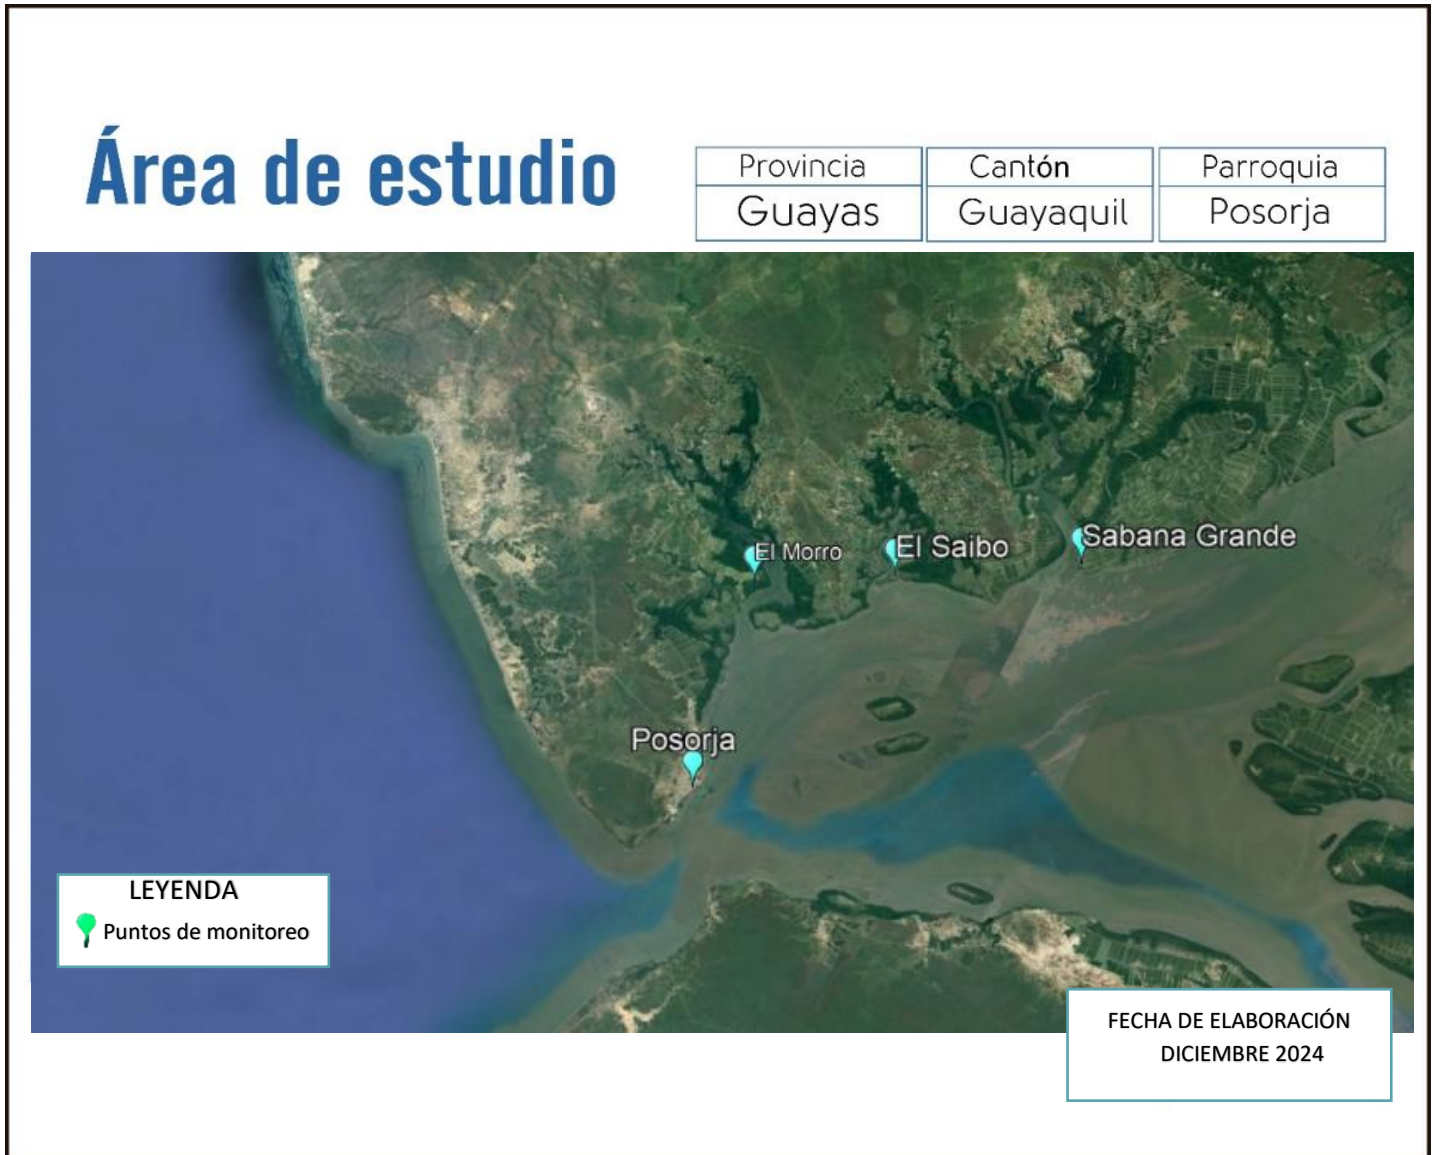 Área de estudio
Provincia
Cantón
Parroquia
Guayas
Guayaquil
Posorja
El Morro
El Saibo
Sabana Grande
Posorja
LEYENDA
Puntos de monitoreo
FECHA DE ELABORACIÓN
DICIEMBRE 2024